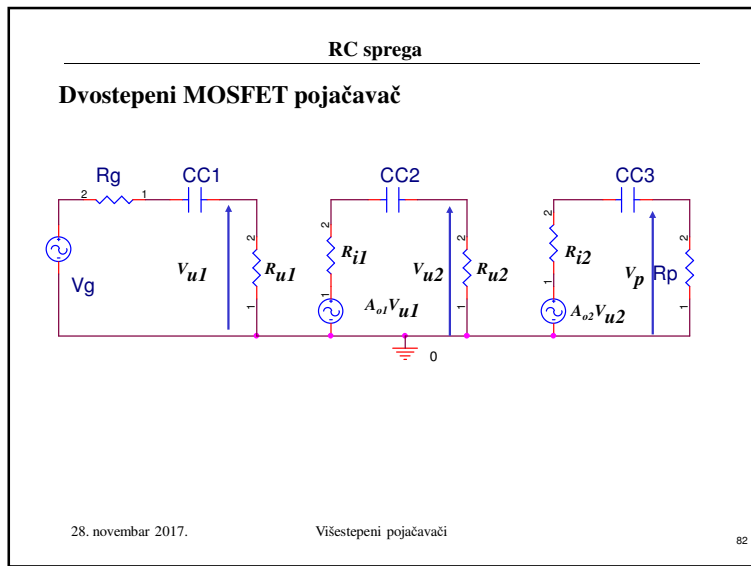 RC sprega
Dvostepeni MOSFET pojačavač
Rg CC1 CC2 CC3
2 1
Vg
Vu1 2 Ru1 1
2 Ri1 1 Ao1Vu1
Vu2 2 Ru2 1
2 Ri2 1 Ao2Vu2
Vp 2 Rp 1
0
28. novembar 2017. Višestepeni pojačavači 82